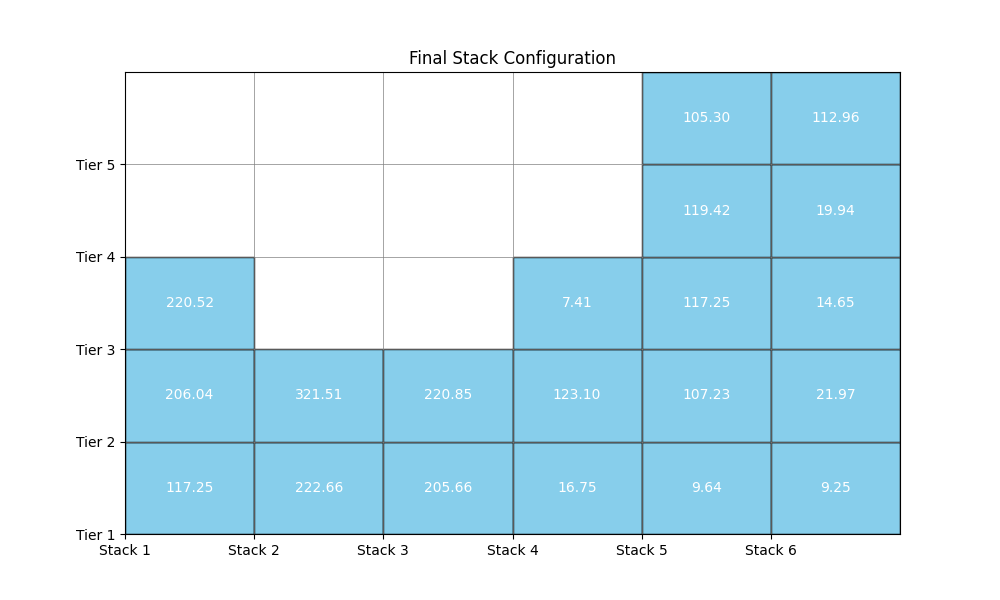 Final Stack Configuration
105.30 112.96
Tier 5
119.42 19.94
Tier 4
220.52 7.41 117.25 14.65
Tier 3
206.04 321.51 220.85 123.10 107.23 21.97
Tier 2
117.25 222.66 205.66 16.75 9.64 9.25
Tier 1
Stack 1 Stack 2 Stack 3 Stack 4 Stack 5 Stack 6